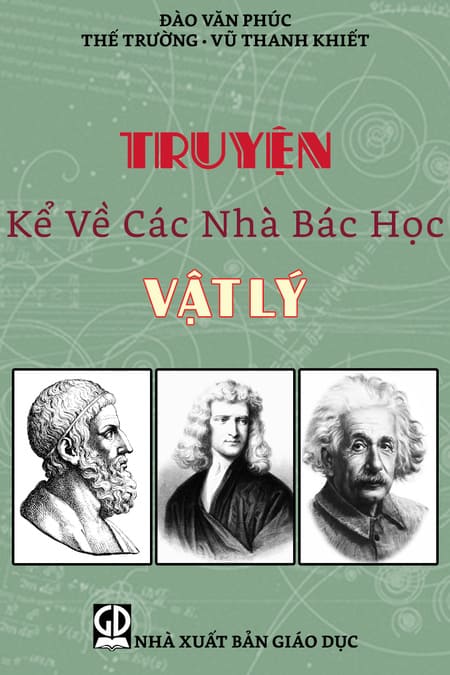 ĐÀO VĂN PHÚC
THẾ TRƯỜNG • VŨ THANH KHIẾT
TRUYỆN
Kể Về Các Nhà Bác Học
VẬT LÝ
GD
NHÀ XUẤT BẢN GIÁO DỤC